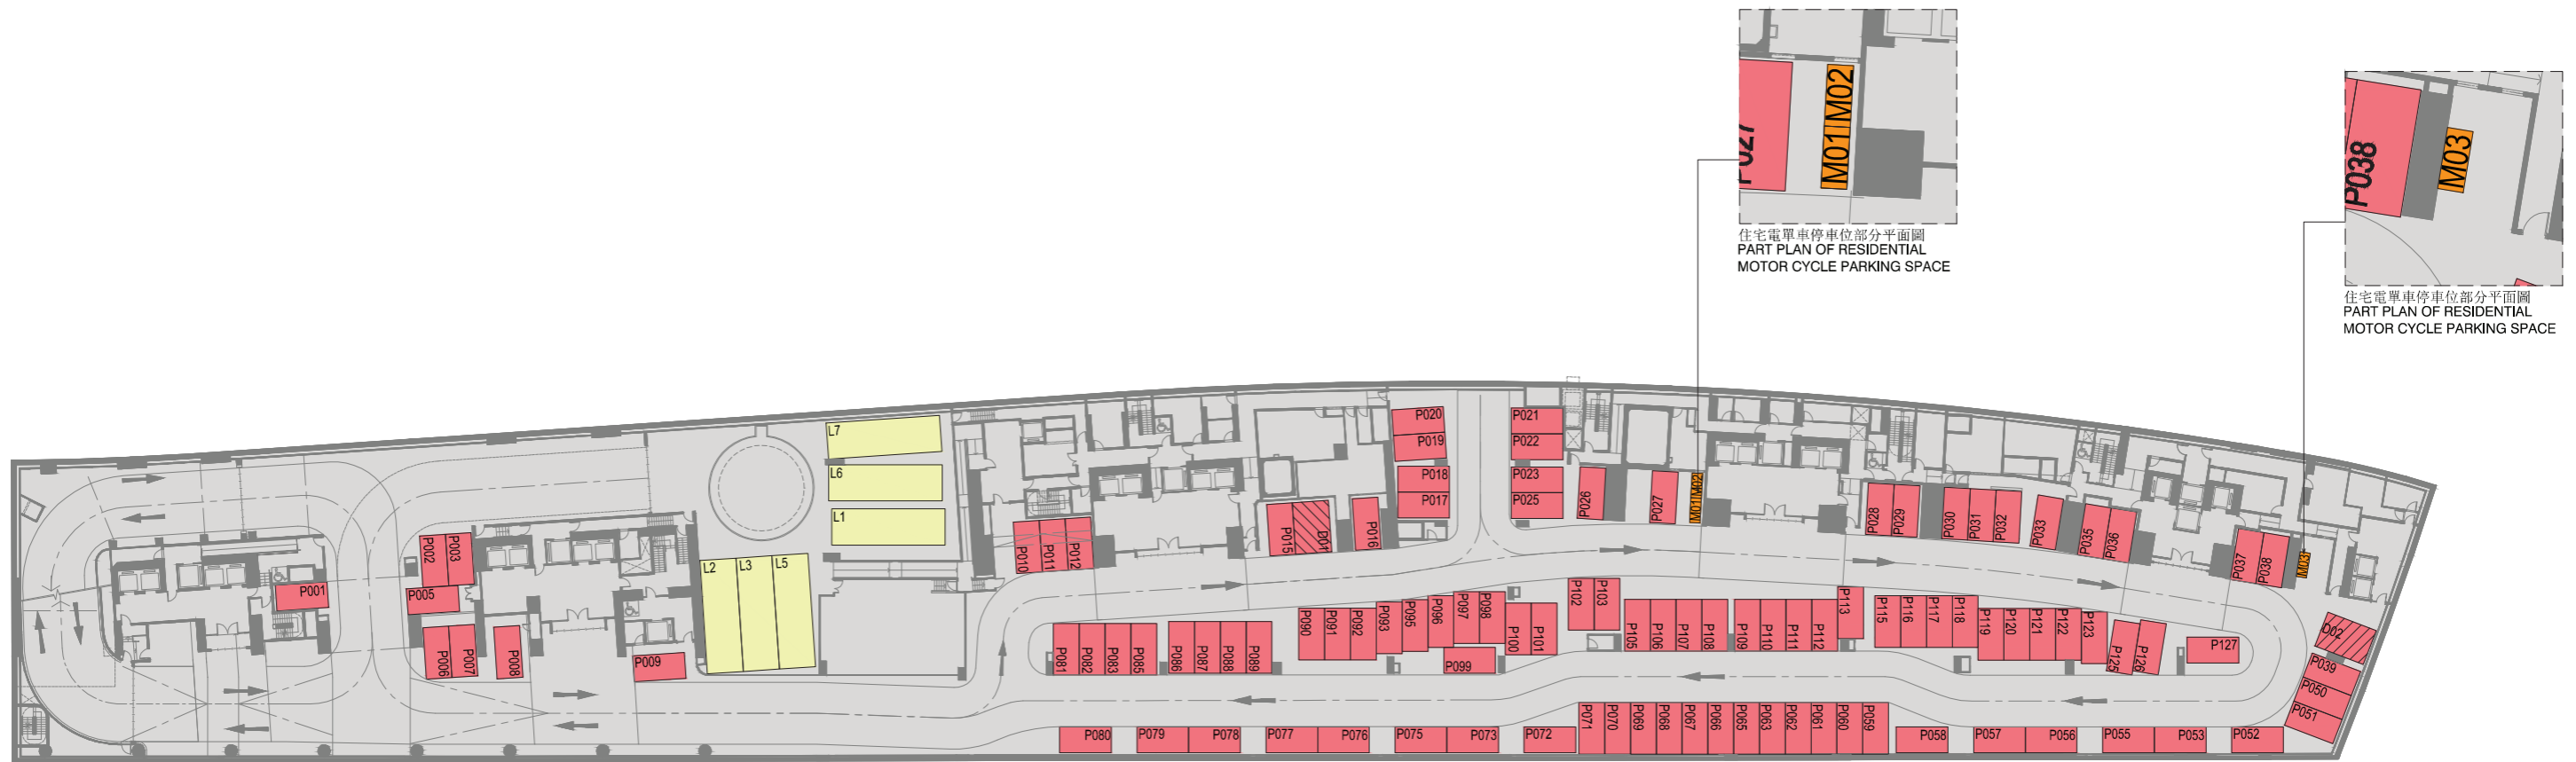 P027
M01
M02
住宅電單車停車位部分平面圖
PART PLAN OF RESIDENTIAL
MOTOR CYCLE PARKING SPACE
P038
M03
住宅電單車停車位部分平面圖
PART PLAN OF RESIDENTIAL
MOTOR CYCLE PARKING SPACE
L7
L6
L1
L2
L3
L5
P001
P002
P003
P005
P006
P007
P008
P009
P010
P011
P012
P015
D01
P016
P020
P019
P018
P017
P021
P022
P023
P025
P026
P027
M01
M02
P028
P029
P030
P031
P032
P033
P035
P036
P037
P038
M03
D02
P039
P050
P051
P081
P082
P083
P085
P086
P087
P088
P089
P090
P091
P092
P093
P095
P096
P097
P098
P099
P100
P101
P102
P103
P105
P106
P107
P108
P109
P110
P111
P112
P113
P115
P116
P117
P118
P119
P120
P121
P122
P123
P125
P126
P127
P080
P079
P078
P077
P076
P075
P073
P072
P071
P070
P069
P068
P067
P066
P065
P063
P062
P061
P060
P059
P058
P057
P056
P055
P053
P052